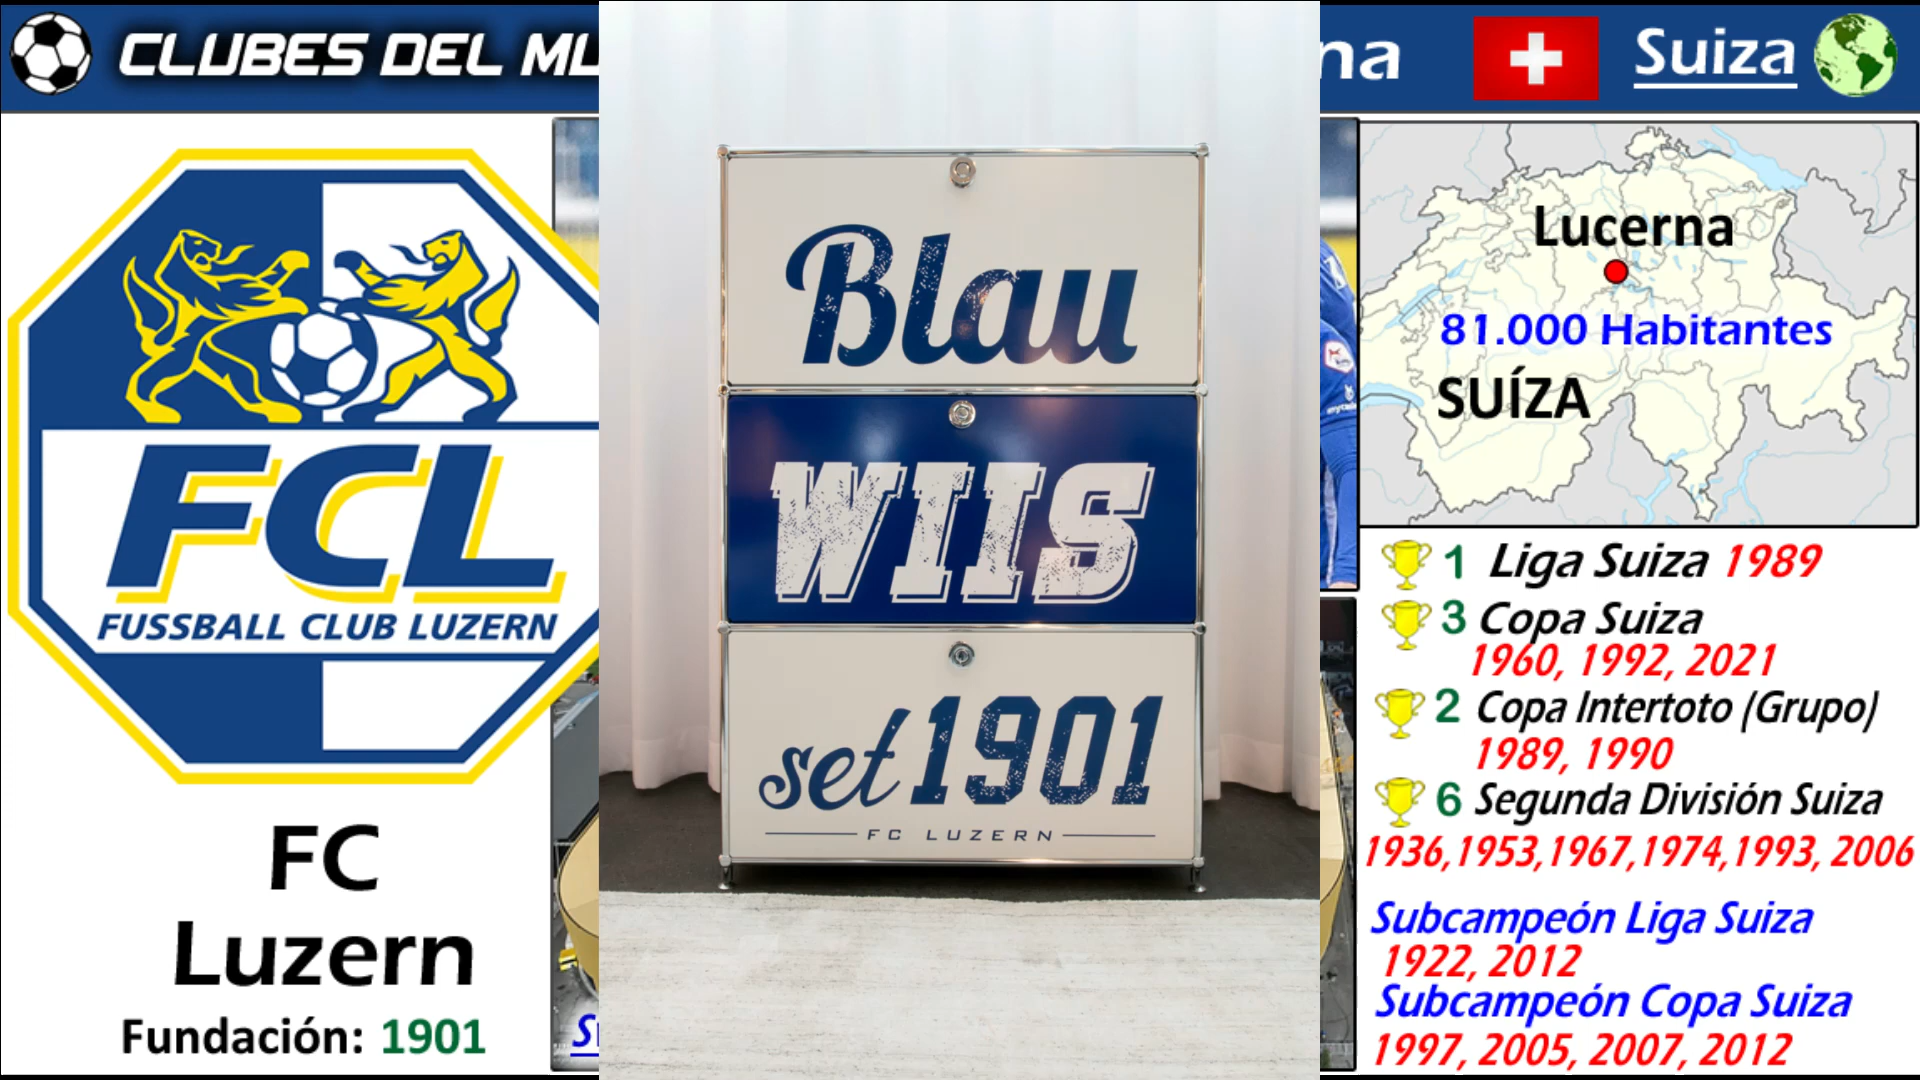 CLUBES DEL
na
Suiza
FCL
FUSSBALL CLUB LUZERN
FC
Luzern
Fundación: 1901
Blau
WIIS
set 1901
FC LUZERN
Lucerna
81.000 Habitantes
SUÍZA
1 Liga Suiza 1989
3 Copa Suiza
1960, 1992, 2021
2 Copa Intertoto (Grupo)
1989, 1990
6 Segunda División Suiza
1936,1953,1967,1974,1993, 2006
Subcampeón Liga Suiza
1922, 2012
Subcampeón Copa Suiza
1997, 2005, 2007, 2012